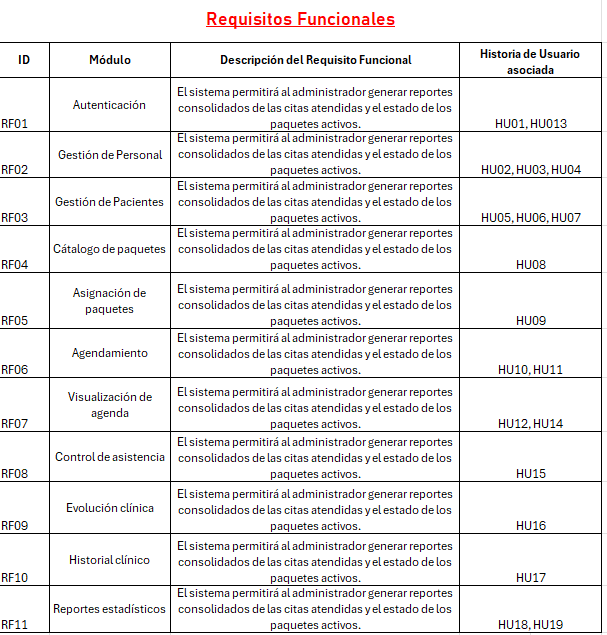 Requisitos Funcionales
ID Módulo Descripción del Requisito Funcional Historia de Usuario
asociada
RF01 Autenticación El sistema permitirá al administrador generar reportes
consolidados de las citas atendidas y el estado de los
paquetes activos. HU01, HU013
RF02 Gestión de Personal El sistema permitirá al administrador generar reportes
consolidados de las citas atendidas y el estado de los
paquetes activos. HU02, HU03, HU04
RF03 Gestión de Pacientes El sistema permitirá al administrador generar reportes
consolidados de las citas atendidas y el estado de los
paquetes activos. HU05, HU06, HU07
RF04 Cátalogo de paquetes El sistema permitirá al administrador generar reportes
consolidados de las citas atendidas y el estado de los
paquetes activos. HU08
RF05 Asignación de
paquetes El sistema permitirá al administrador generar reportes
consolidados de las citas atendidas y el estado de los
paquetes activos. HU09
RF06 Agendamiento El sistema permitirá al administrador generar reportes
consolidados de las citas atendidas y el estado de los
paquetes activos. HU10, HU11
RF07 Visualización de
agenda El sistema permitirá al administrador generar reportes
consolidados de las citas atendidas y el estado de los
paquetes activos. HU12, HU14
RF08 Control de asistencia El sistema permitirá al administrador generar reportes
consolidados de las citas atendidas y el estado de los
paquetes activos. HU15
RF09 Evolución clínica El sistema permitirá al administrador generar reportes
consolidados de las citas atendidas y el estado de los
paquetes activos. HU16
RF10 Historial clínico El sistema permitirá al administrador generar reportes
consolidados de las citas atendidas y el estado de los
paquetes activos. HU17
RF11 Reportes estadísticos El sistema permitirá al administrador generar reportes
consolidados de las citas atendidas y el estado de los
paquetes activos. HU18, HU19